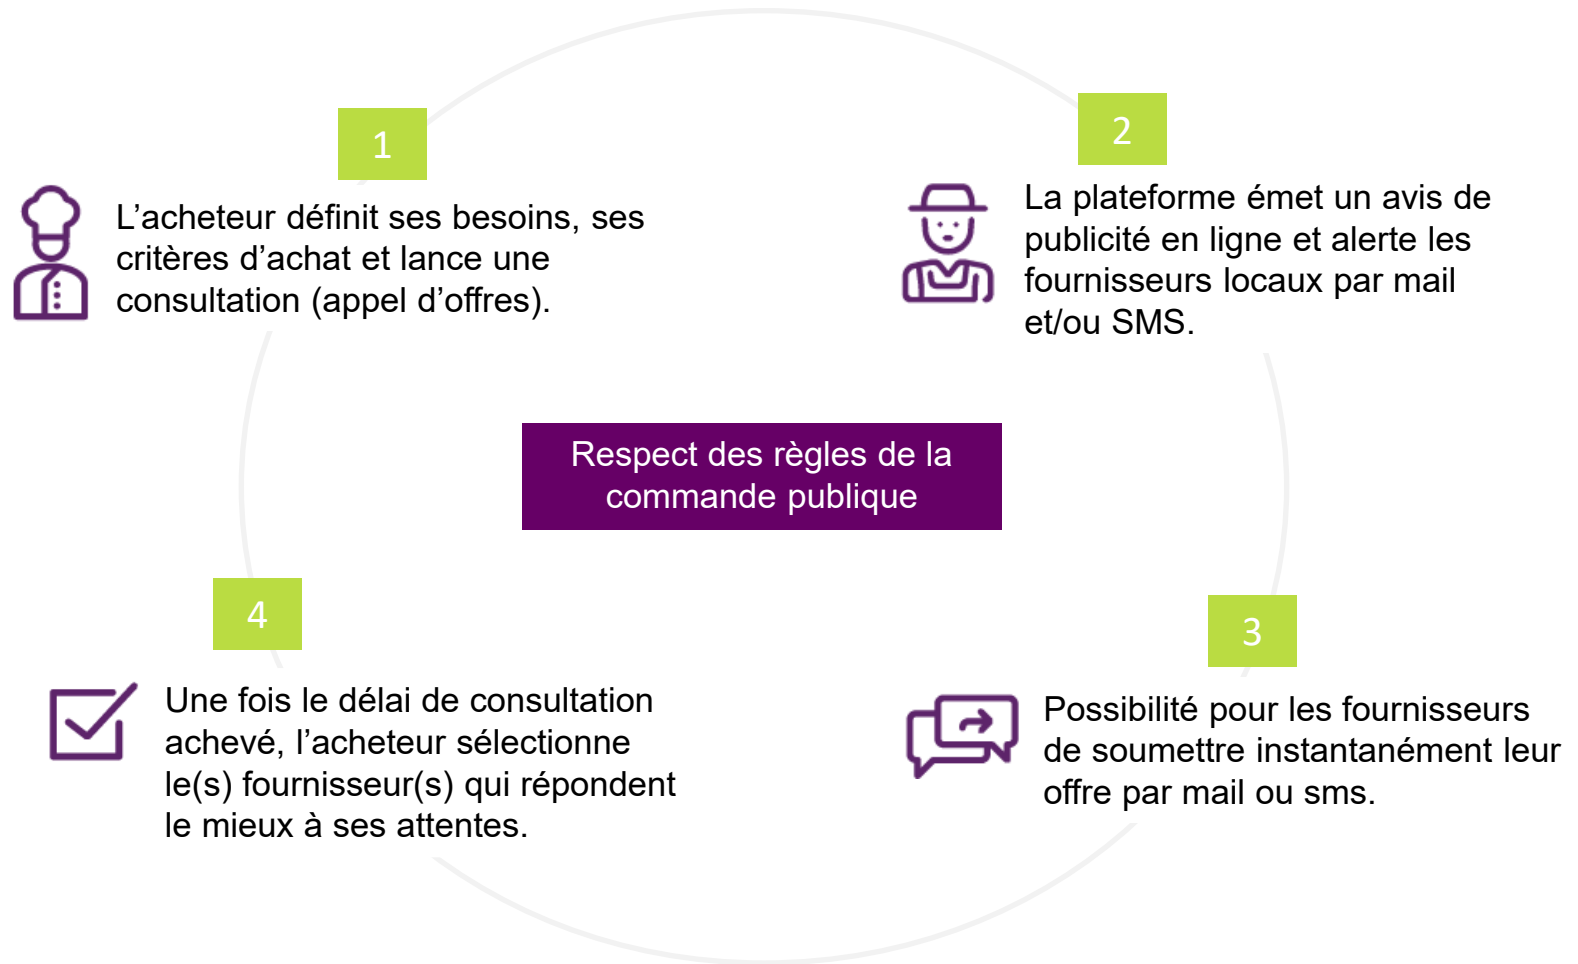 1
L’acheteur définit ses besoins, ses
critères d’achat et lance une
consultation (appel d’offres).
2
La plateforme émet un avis de
publicité en ligne et alerte les
fournisseurs locaux par mail
et/ou SMS.
Respect des règles de la
commande publique
3
Possibilité pour les fournisseurs
de soumettre instantanément leur
offre par mail ou sms.
4
Une fois le délai de consultation
achevé, l’acheteur sélectionne
le(s) fournisseur(s) qui répondent
le mieux à ses attentes.